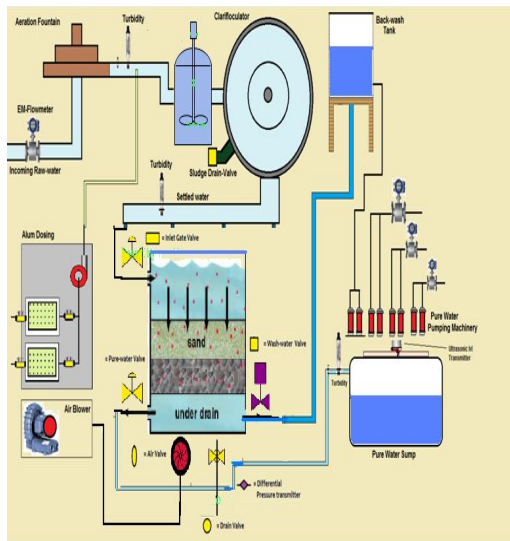 Turbidity
Aeration Fountain
Clarifloculator
Back-wash
Tank
EM-Flowmeter
Incoming Raw-water
Turbidity
Sludge Drain-Valve
Settled water
= Inlet Gate Valve
Alum Dosing
Pure Water
Pumping Machinery
sand
= Wash-water Valve
Ultrasonic lvl
Transmitter
= Pure-water Valve
Turbidity
Air Blower
under drain
= Air Valve
Pure Water Sump
= Differential
Pressure transmitter
= Drain Valve